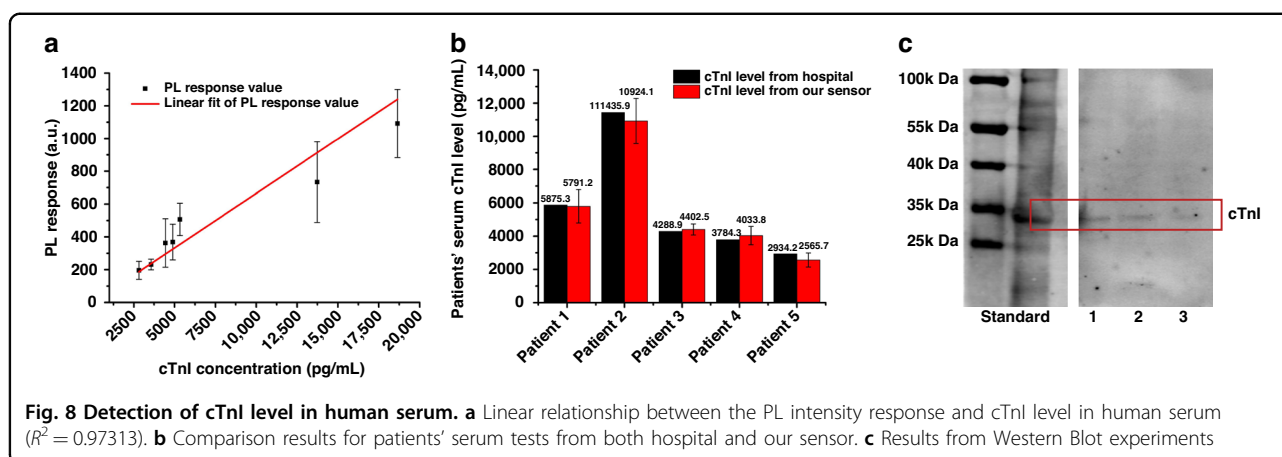 a
1400
1200
1000
800
600
400
200
0
PL response (a.u.)
PL response value
Linear fit of PL response value
2500
5000
7500
10,000
12,500
15,000
17,500
20,000
cTnI concentration (pg/mL)
b
14,000
12,000
10,000
8000
6000
4000
2000
0
Patients' serum cTnI level (pg/mL)
cTnI level from hospital
cTnI level from our sensor
5875.3
5791.2
111435.9
10924.1
4288.9
4402.5
3784.3
4033.8
2934.2
2565.7
Patient 1
Patient 2
Patient 3
Patient 4
Patient 5
c
100k Da
55k Da
40k Da
35k Da
25k Da
cTnI
Standard
1 2 3
Fig. 8 Detection of cTnI level in human serum. a Linear relationship between the PL intensity response and cTnI level in human serum
(R² = 0.97313). b Comparison results for patients' serum tests from both hospital and our sensor. c Results from Western Blot experiments